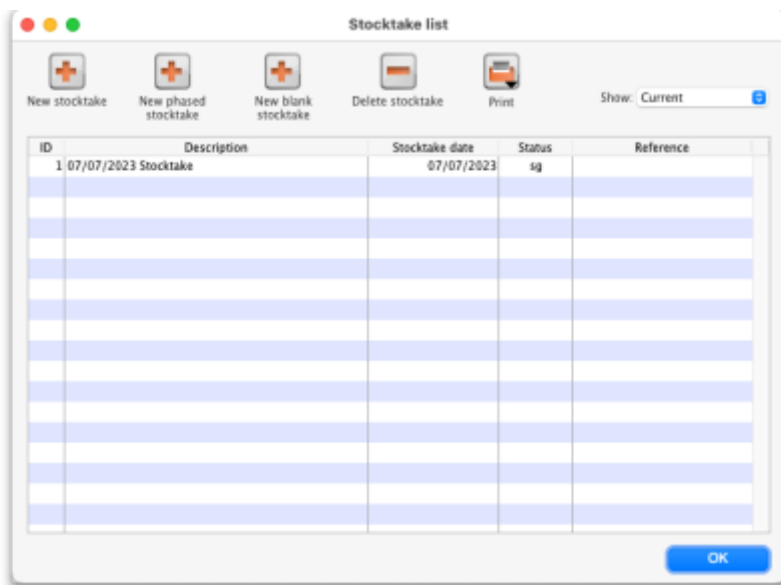 Stocktake list
New stocktake
New phased
stocktake
New blank
stocktake
Delete stocktake
Print
Show: Current
ID Description Stocktake date Status Reference
1 07/07/2023 Stocktake 07/07/2023 sg
OK